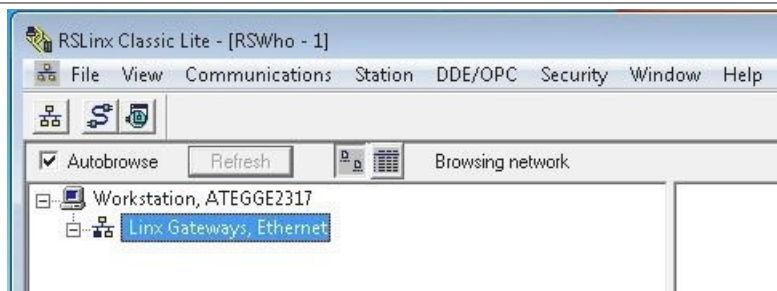 RSLinx Classic Lite - [RSWho - 1]
File View Communications Station DDE/OPC Security Window Help
Autobrowse Refresh Browsing network
Workstation, ATEGGE2317
Linx Gateways, Ethernet